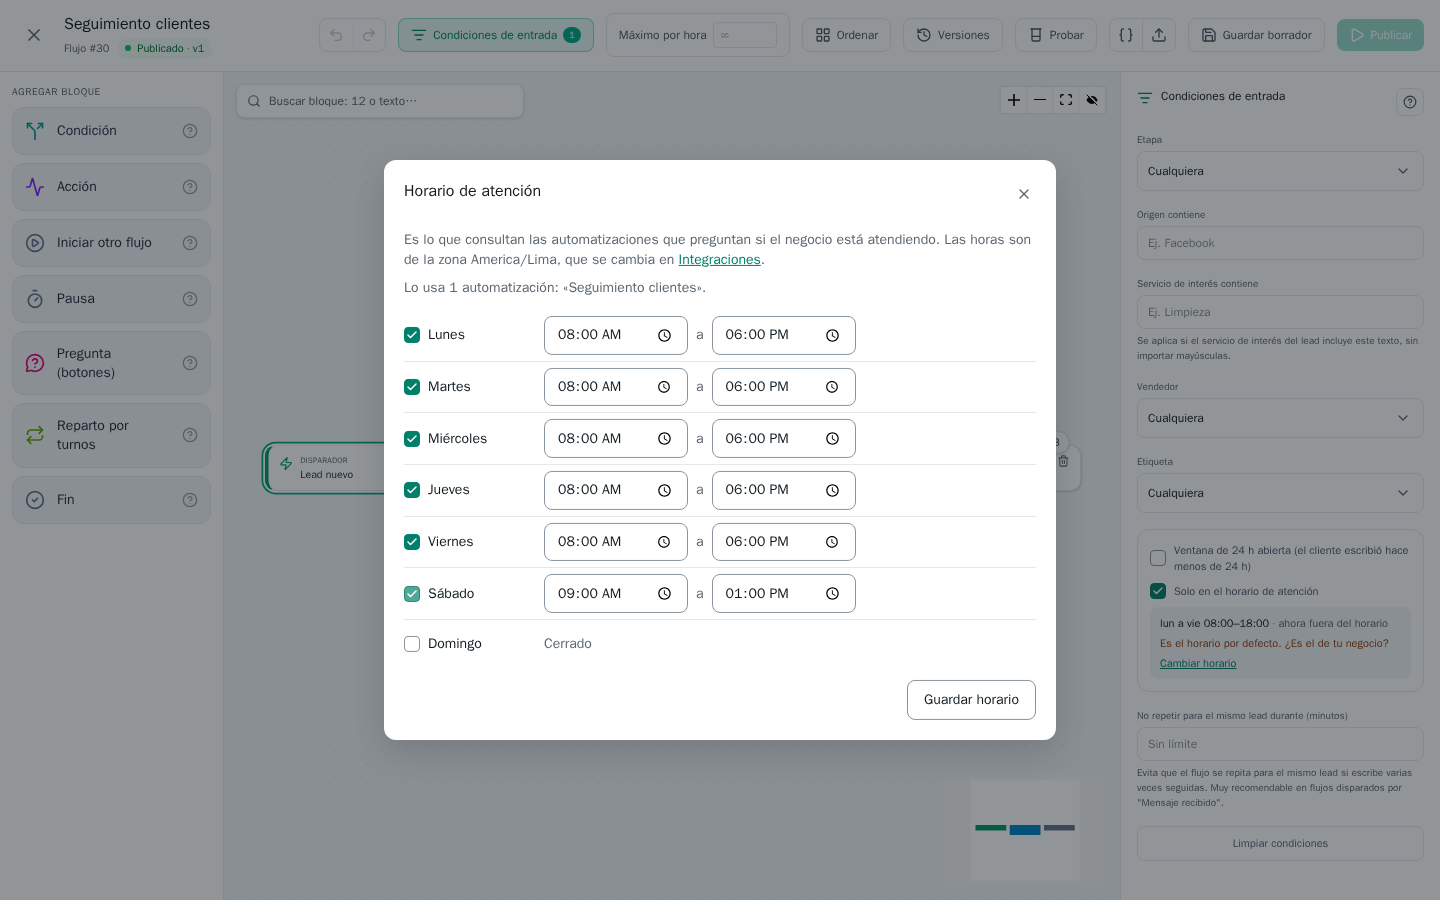 Seguimiento clientes
Flujo #30
Publicado · v1
Condiciones de entrada 1
Máximo por hora ∞
Ordenar
Versiones
Probar
Guardar borrador
Publicar
AGREGAR BLOQUE
Condición
Acción
Iniciar otro flujo
Pausa
Pregunta
(botones)
Reparto por
turnos
Fin
Buscar bloque: 12 o texto···
DISPARADOR
Lead nuevo
Horario de atención
Es lo que consultan las automatizaciones que preguntan si el negocio está atendiendo. Las horas son
de la zona America/Lima, que se cambia en Integraciones.
Lo usa 1 automatización: «Seguimiento clientes».
Lunes 08:00 AM a 06:00 PM
Martes 08:00 AM a 06:00 PM
Miércoles 08:00 AM a 06:00 PM
Jueves 08:00 AM a 06:00 PM
Viernes 08:00 AM a 06:00 PM
Sábado 09:00 AM a 01:00 PM
Domingo Cerrado
Guardar horario
Condiciones de entrada
Etapa
Cualquiera
Origen contiene
Ej. Facebook
Servicio de interés contiene
Ej. Limpieza
Se aplica si el servicio de interés del lead incluye este texto, sin
importar mayúsculas.
Vendedor
Cualquiera
Etiqueta
Cualquiera
Ventana de 24 h abierta (el cliente escribió hace
menos de 24 h)
Solo en el horario de atención
lun a vie 08:00–18:00 · ahora fuera del horario
Es el horario por defecto. ¿Es el de tu negocio?
Cambiar horario
No repetir para el mismo lead durante (minutos)
Sin límite
Evita que el flujo se repita para el mismo lead si escribe varias
veces seguidas. Muy recomendable en flujos disparados por
"Mensaje recibido".
Limpiar condiciones